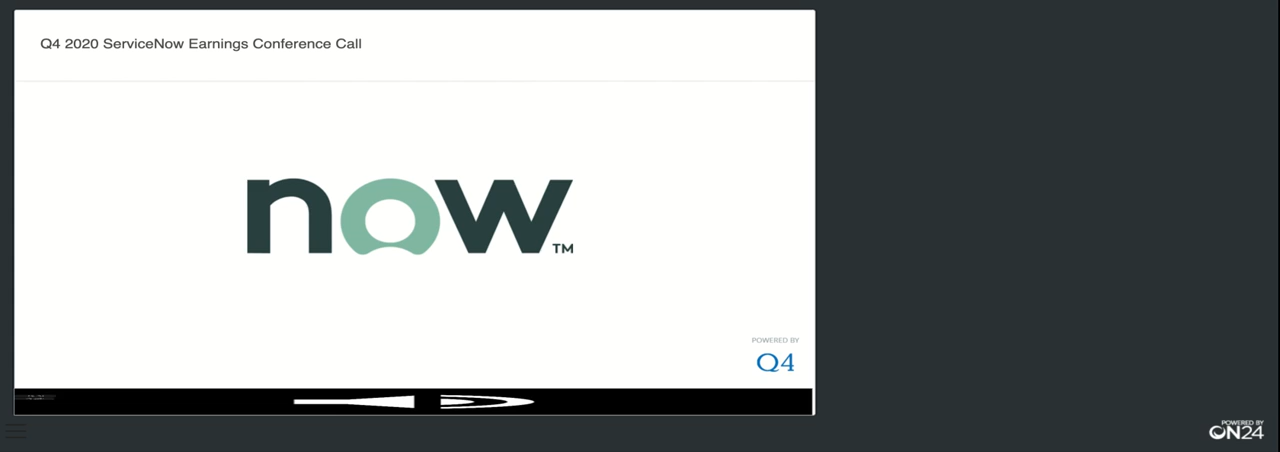 Q4 2020 ServiceNow Earnings Conference Call
now™
POWERED BY
Q4
POWERED BY
ON24